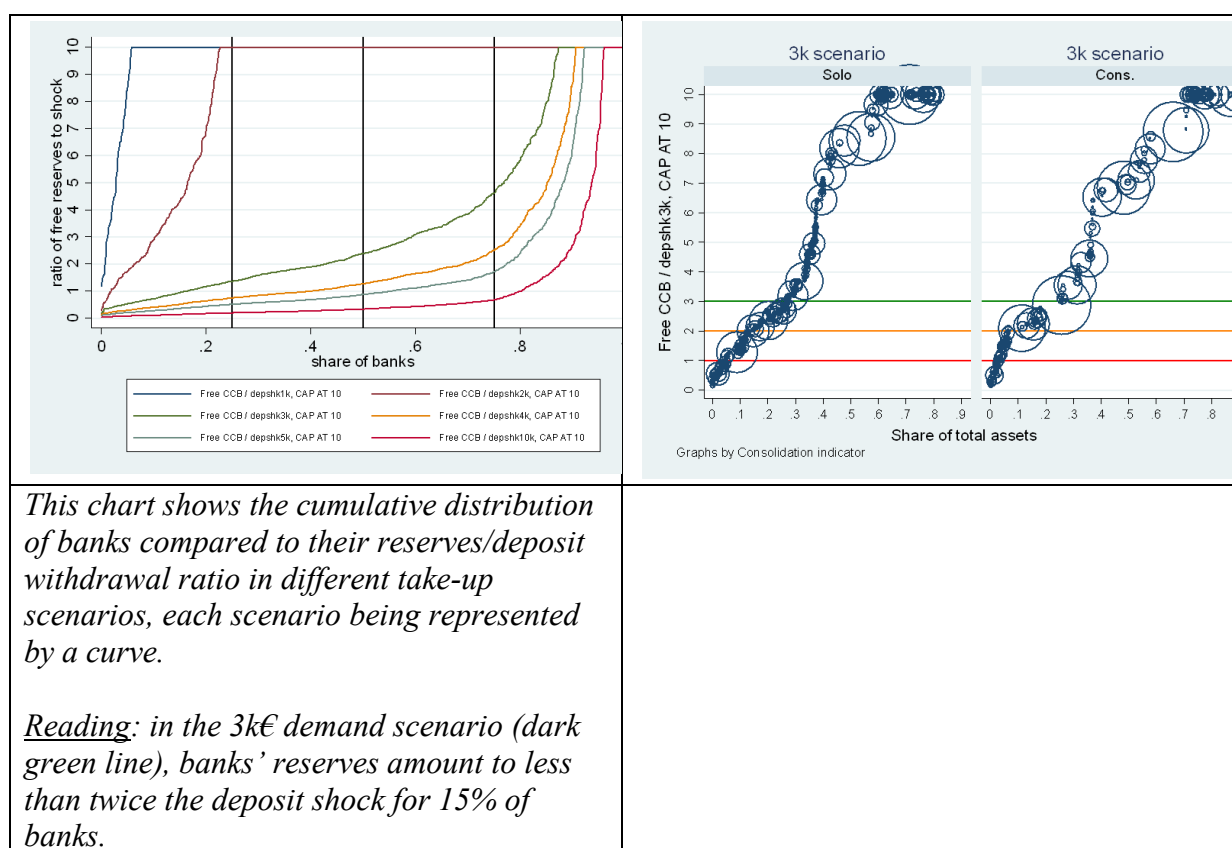 ratio of free reserves to shock
10
9
8
7
6
5
4
3
2
1
0
0 .2 .4 .6 .8
share of banks
Free CCB / depshk1k, CAP AT 10 Free CCB / depshk2k, CAP AT 10
Free CCB / depshk3k, CAP AT 10 Free CCB / depshk4k, CAP AT 10
Free CCB / depshk5k, CAP AT 10 Free CCB / depshk10k, CAP AT 10
3k scenario 3k scenario
Solo Cons.
Free CCB / depshk3k, CAP AT 10
10
9
8
7
6
5
4
3
2
1
0
0 .1 .2 .3 .4 .5 .6 .7 .8 .9 0 .1 .2 .3 .4 .5 .6 .7 .8
Share of total assets
Graphs by Consolidation indicator
This chart shows the cumulative distribution
of banks compared to their reserves/deposit
withdrawal ratio in different take-up
scenarios, each scenario being represented
by a curve.
Reading: in the 3k€ demand scenario (dark
green line), banks’ reserves amount to less
than twice the deposit shock for 15% of
banks.